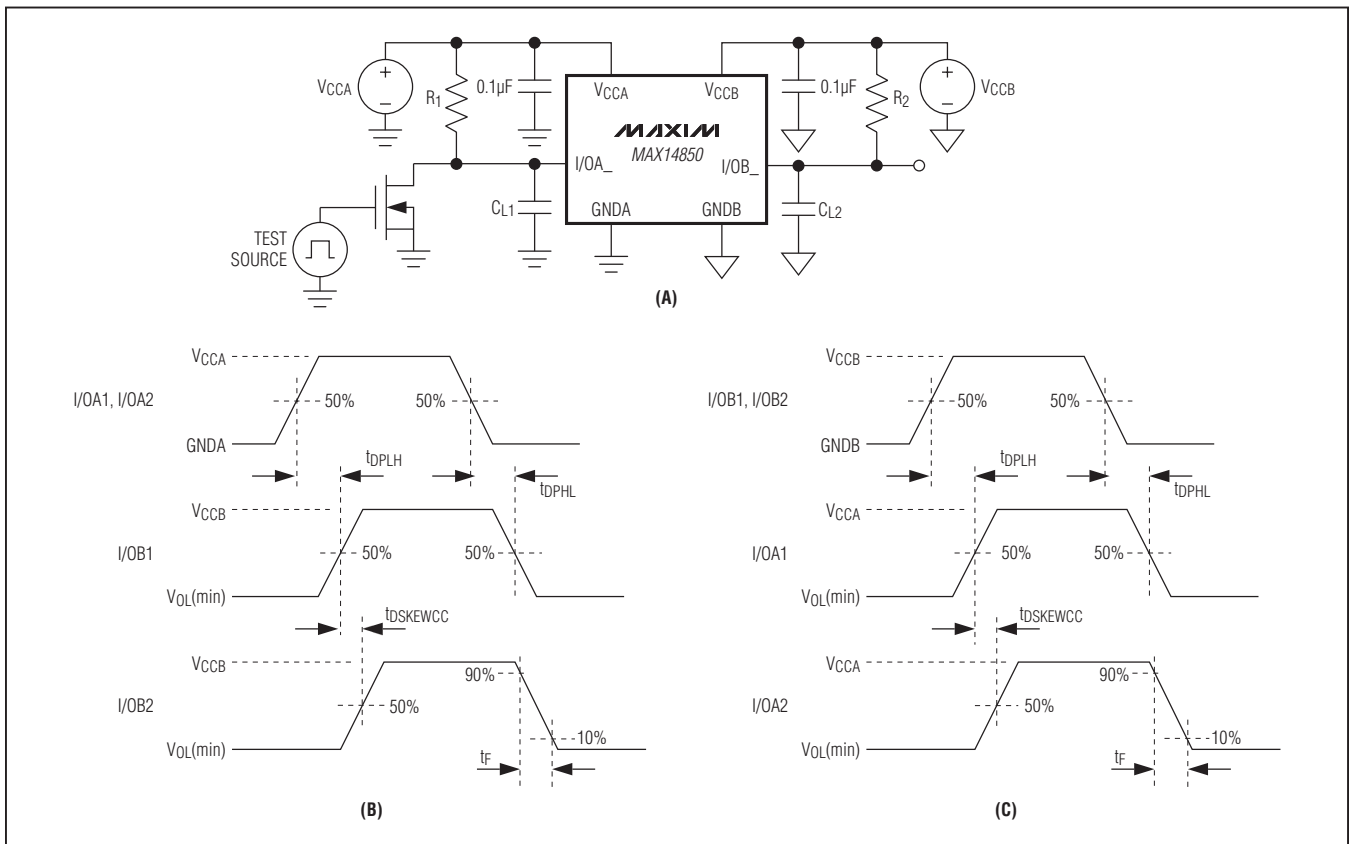 VCCA
R1
0.1µF
VCCA
VCCB
0.1µF
R2
VCCB
MAXIM
MAX14850
I/OA_
I/OB_
CL1
GNDA
GNDB
CL2
TEST
SOURCE
(A)
VCCA
I/OA1, I/OA2
50%
50%
GNDA
tDPLH
tDPHL
VCCB
I/OB1
50%
50%
VOL(min)
tDSKEWCC
VCCB
90%
I/OB2
50%
10%
VOL(min)
tF
(B)
VCCB
I/OB1, I/OB2
50%
50%
GNDB
tDPLH
tDPHL
VCCA
I/OA1
50%
50%
VOL(min)
tDSKEWCC
VCCA
90%
I/OA2
50%
10%
VOL(min)
tF
(C)